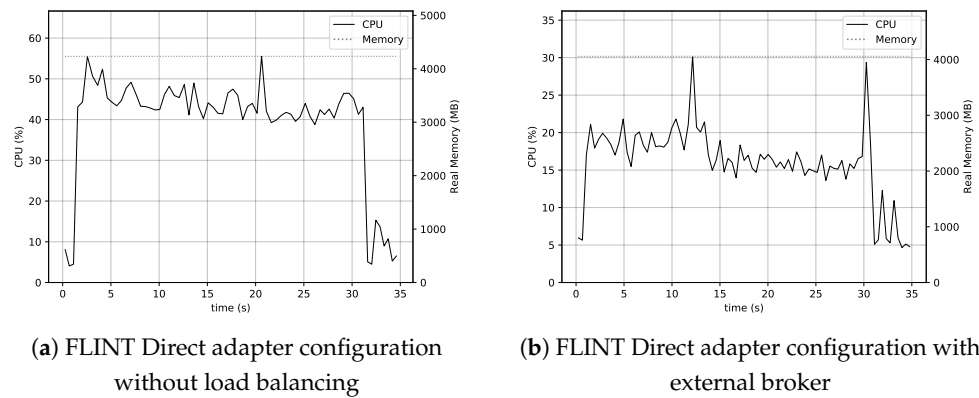 CPU
Memory
60
50
40
30
20
10
0
CPU (%)
5000
4000
3000
2000
1000
0
Real Memory (MB)
0 5 10 15 20 25 30 35
time (s)
(a) FLINT Direct adapter configuration
without load balancing
CPU
Memory
35
30
25
20
15
10
5
0
CPU (%)
4000
3000
2000
1000
0
Real Memory (MB)
0 5 10 15 20 25 30 35
time (s)
(b) FLINT Direct adapter configuration with
external broker